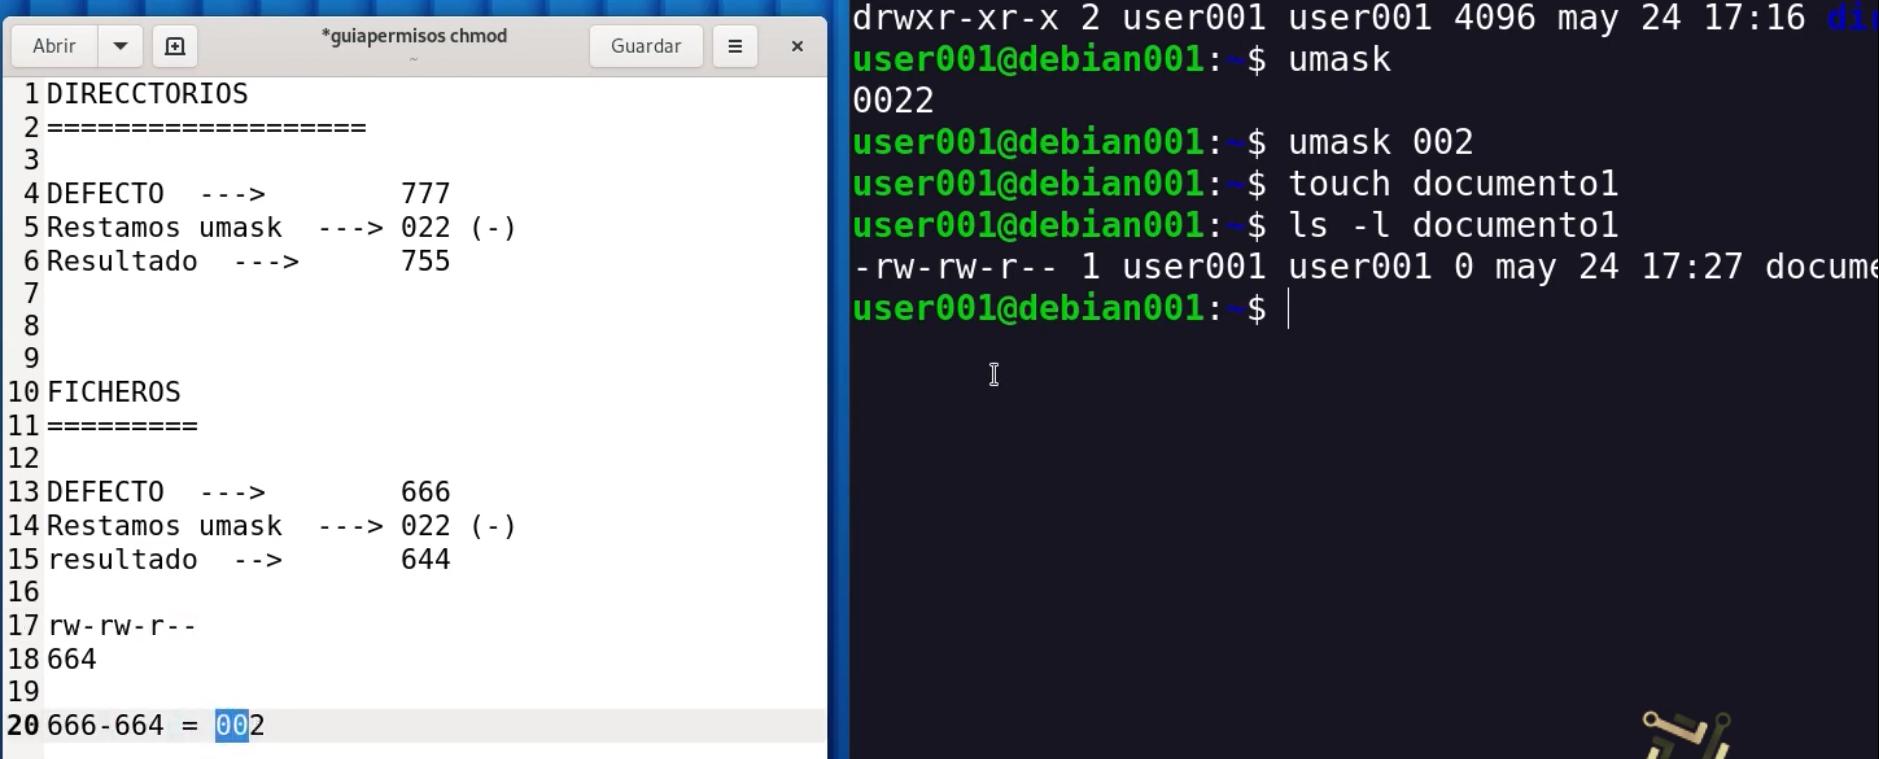 Abrir
*guiapermisos chmod
~
Guardar
1 DIRECCTORIOS
2 ===================
3
4 DEFECTO  --->        777
5 Restamos umask  ---> 022 (-)
6 Resultado  --->      755
7
8
9
10 FICHEROS
11 =========
12
13 DEFECTO  --->        666
14 Restamos umask  ---> 022 (-)
15 resultado  -->       644
16
17 rw-rw-r--
18 664
19
20 666-664 = 002
drwxr-xr-x 2 user001 user001 4096 may 24 17:16
user001@debian001:~$ umask
0022
user001@debian001:~$ umask 002
user001@debian001:~$ touch documento1
user001@debian001:~$ ls -l documento1
-rw-rw-r-- 1 user001 user001 0 may 24 17:27 docume
user001@debian001:~$